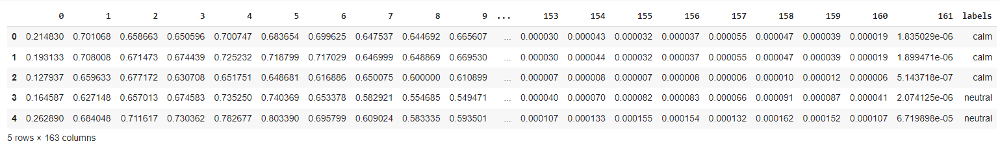 0 1 2 3 4 5 6 7 8 9 ... 153 154 155 156 157 158 159 160 161 labels
0 0.214830 0.701068 0.658663 0.650596 0.700747 0.683654 0.699625 0.647537 0.644692 0.665607 ... 0.000030 0.000043 0.000032 0.000037 0.000055 0.000047 0.000039 0.000019 1.835029e-06 calm
1 0.193133 0.708008 0.671473 0.674439 0.725232 0.718799 0.717029 0.646999 0.648869 0.669530 ... 0.000030 0.000044 0.000032 0.000037 0.000055 0.000047 0.000039 0.000019 1.899471e-06 calm
2 0.127937 0.659633 0.677172 0.630708 0.651751 0.648681 0.616886 0.650075 0.600000 0.610899 ... 0.000007 0.000008 0.000007 0.000008 0.000006 0.000010 0.000012 0.000006 5.143718e-07 calm
3 0.164587 0.627148 0.657013 0.674583 0.735250 0.740369 0.653378 0.582921 0.554685 0.549471 ... 0.000040 0.000070 0.000082 0.000083 0.000066 0.000091 0.000087 0.000041 2.074125e-06 neutral
4 0.262890 0.684048 0.711617 0.730362 0.782677 0.803390 0.695799 0.609024 0.583335 0.593501 ... 0.000107 0.000133 0.000155 0.000154 0.000132 0.000162 0.000152 0.000107 6.719898e-05 neutral
5 rows × 163 columns